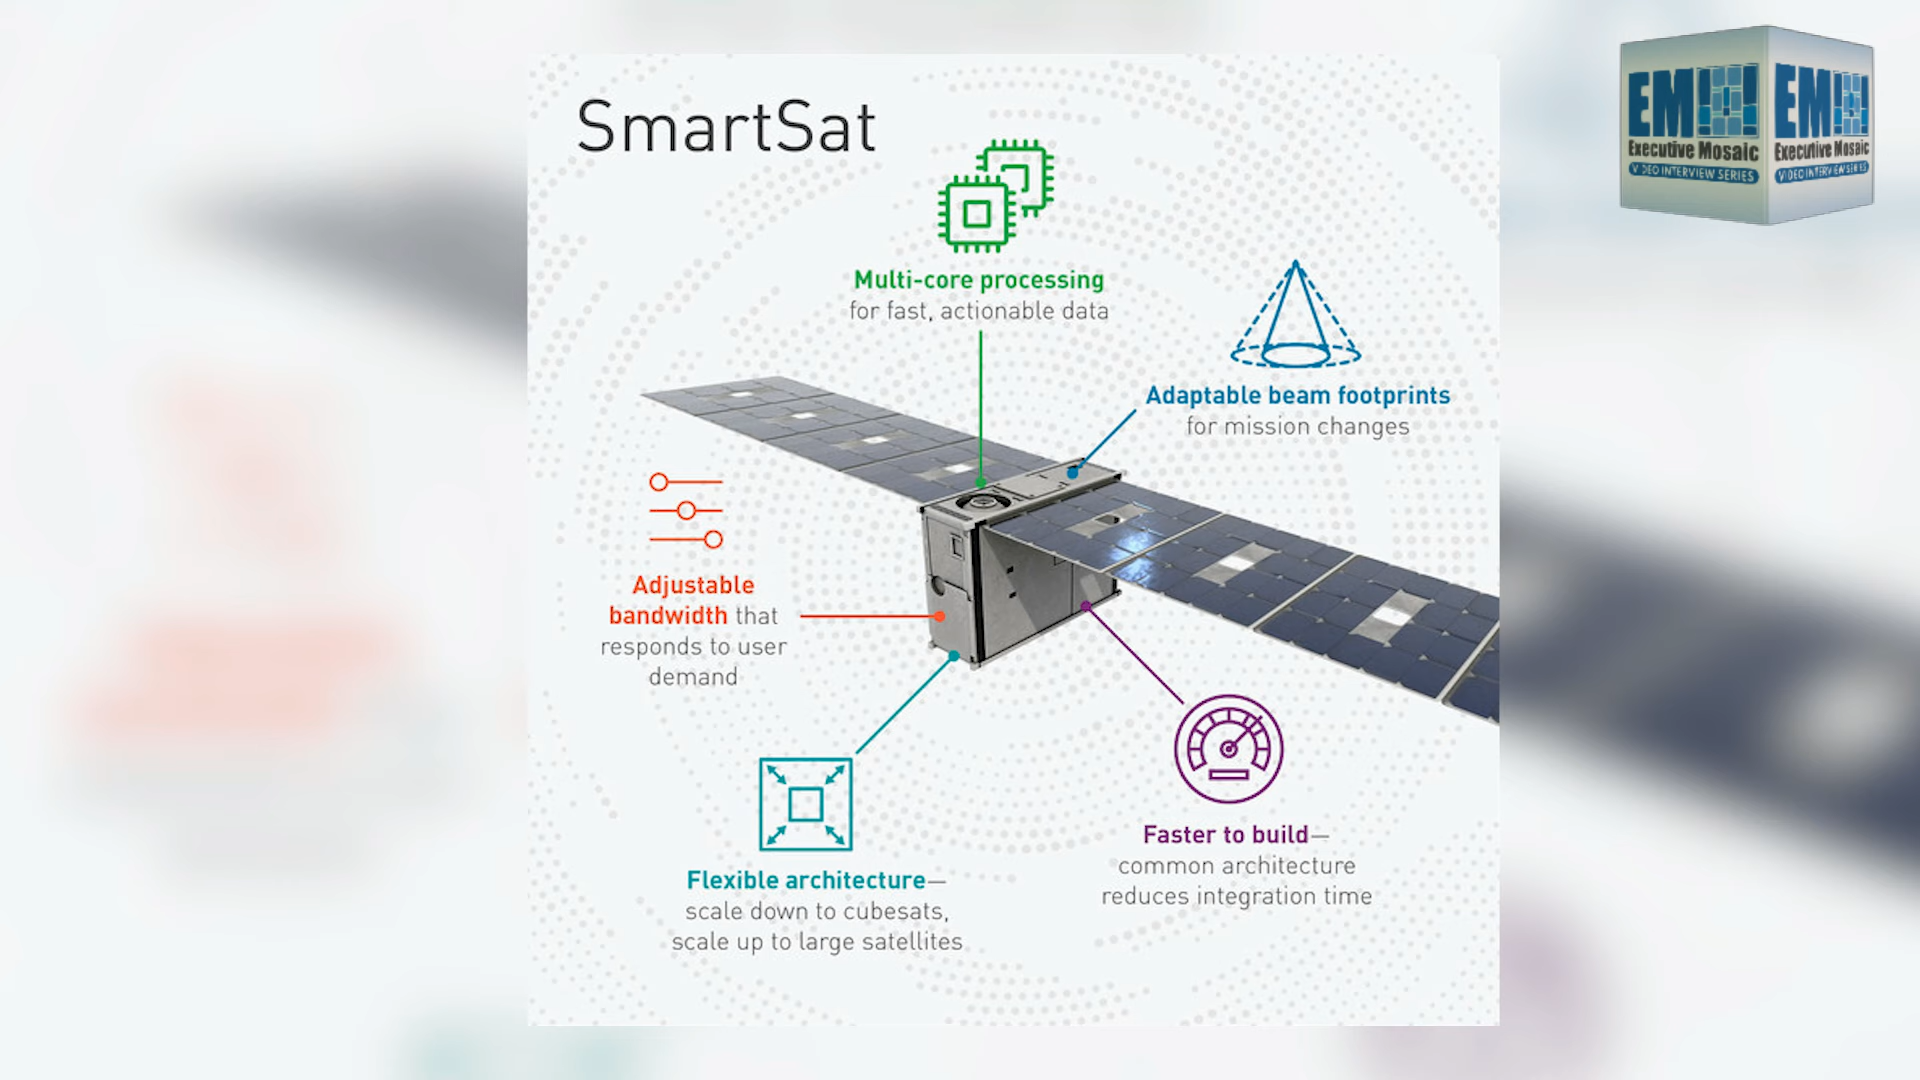 SmartSat
Multi-core processing
for fast, actionable data
Adaptable beam footprints
for mission changes
Adjustable
bandwidth that
responds to user
demand
Flexible architecture—
scale down to cubesats,
scale up to large satellites
Faster to build—
common architecture
reduces integration time
EM
Executive Mosaic
VIDEO INTERVIEW SERIES
EM
Executive Mosaic
VIDEO INTERVIEW SERIES